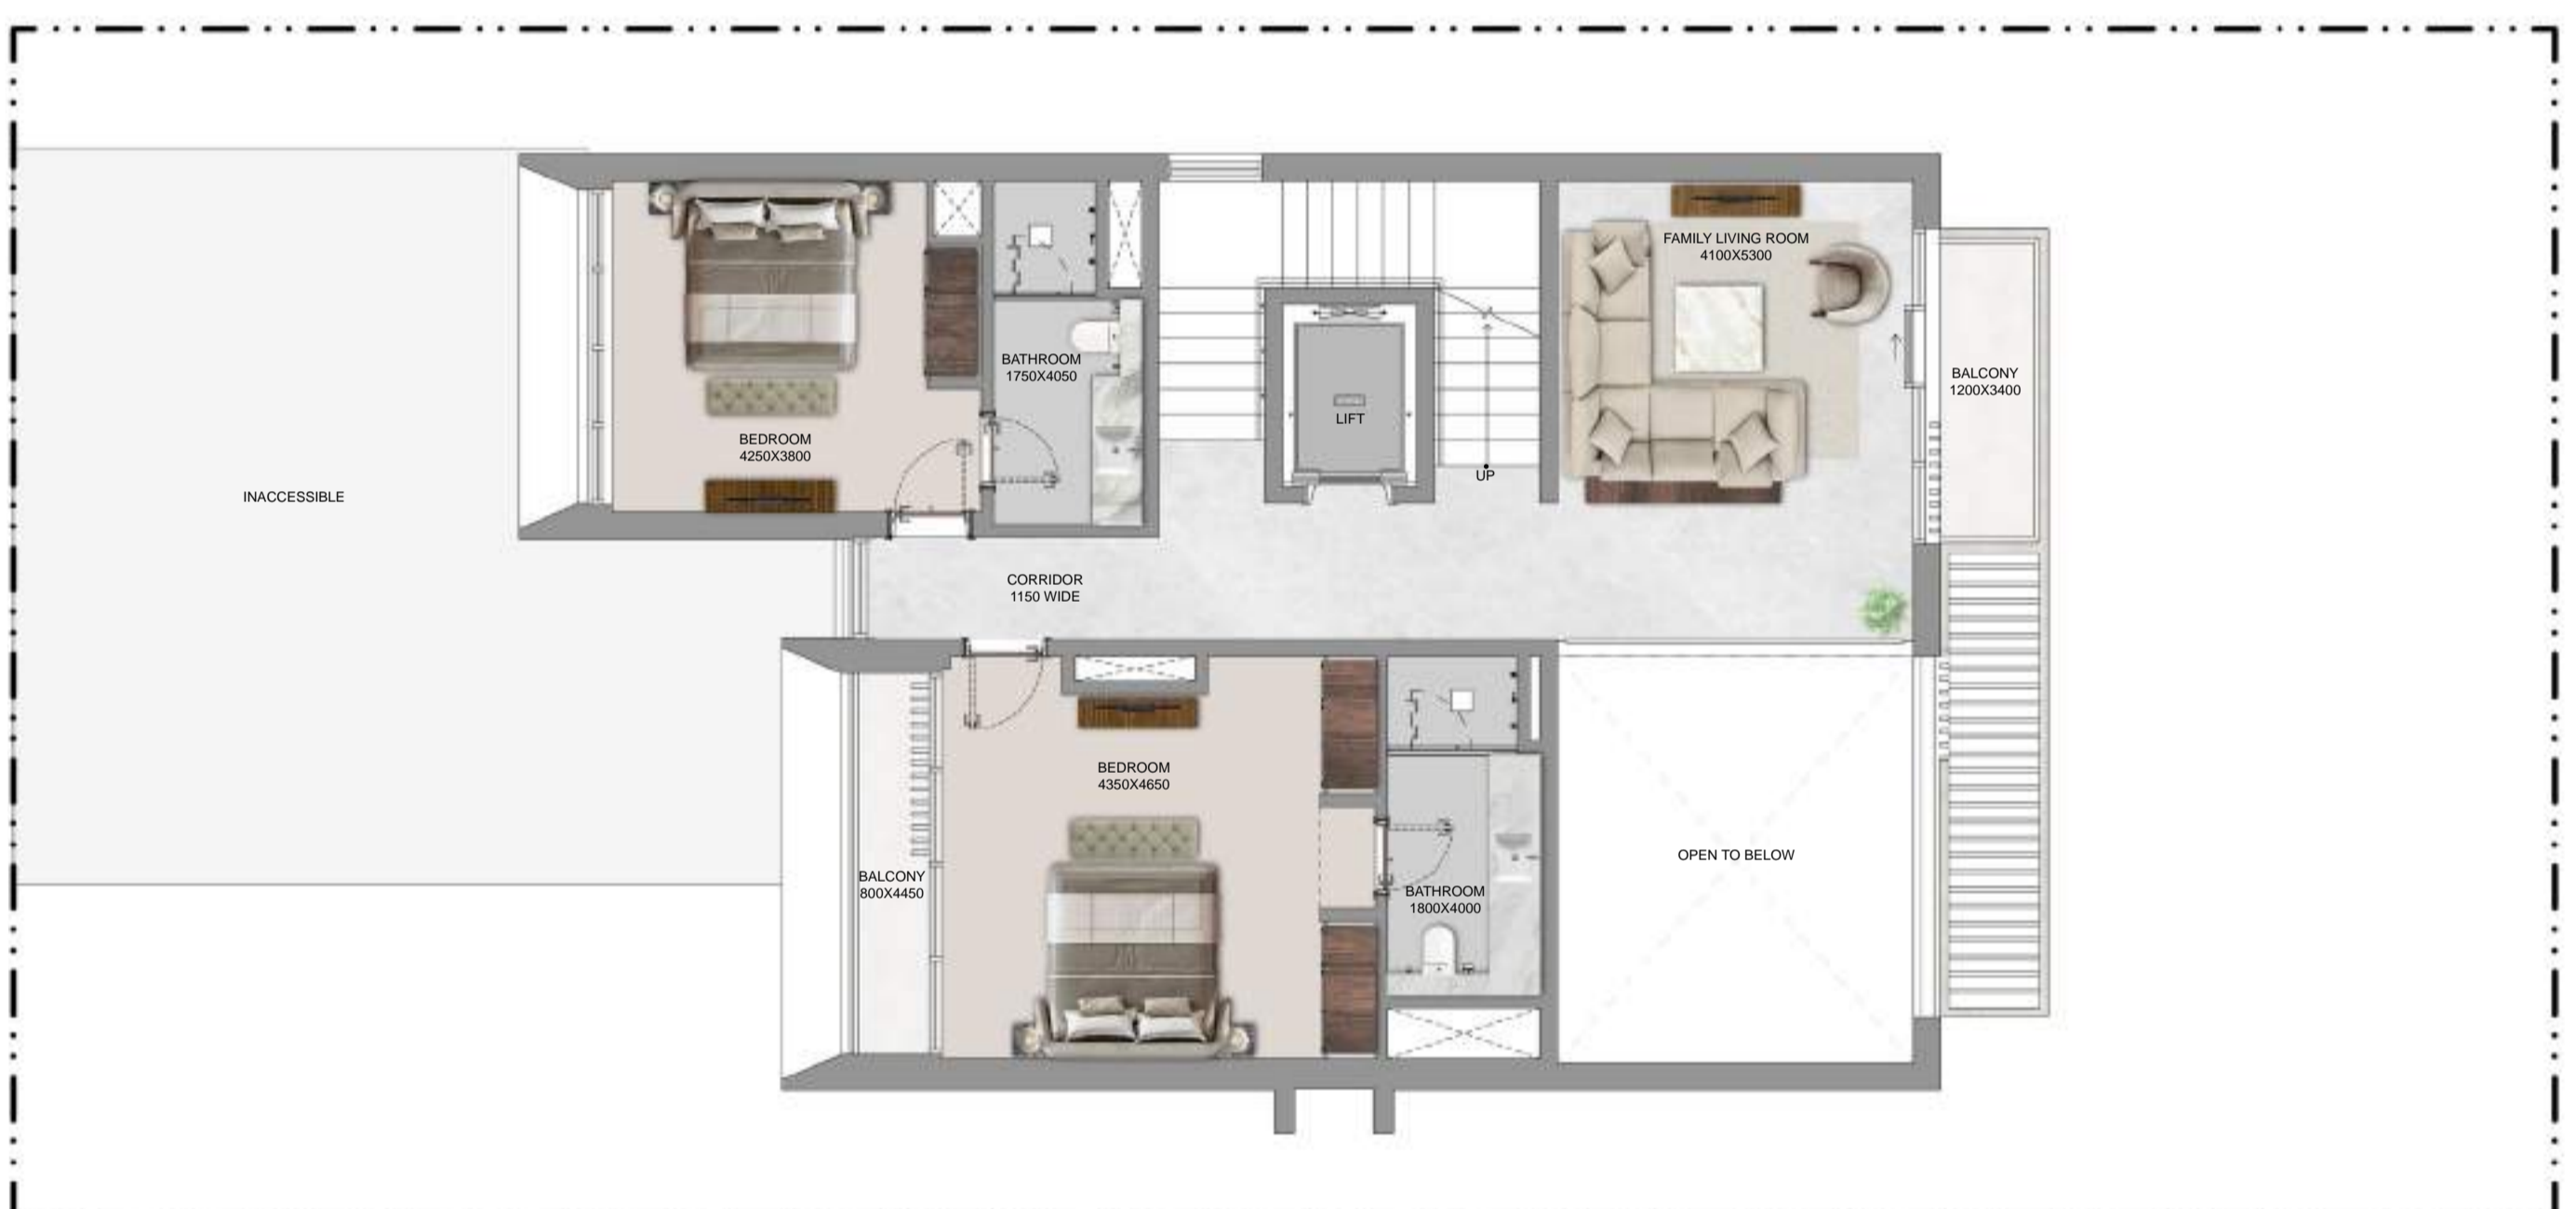 FAMILY LIVING ROOM
4100X5300
BATHROOM
1750X4050
BALCONY
1200X3400
LIFT
BEDROOM
4250X3800
UP
INACCESSIBLE
CORRIDOR
1150 WIDE
BEDROOM
4350X4650
OPEN TO BELOW
BALCONY
800X4450
BATHROOM
1800X4000